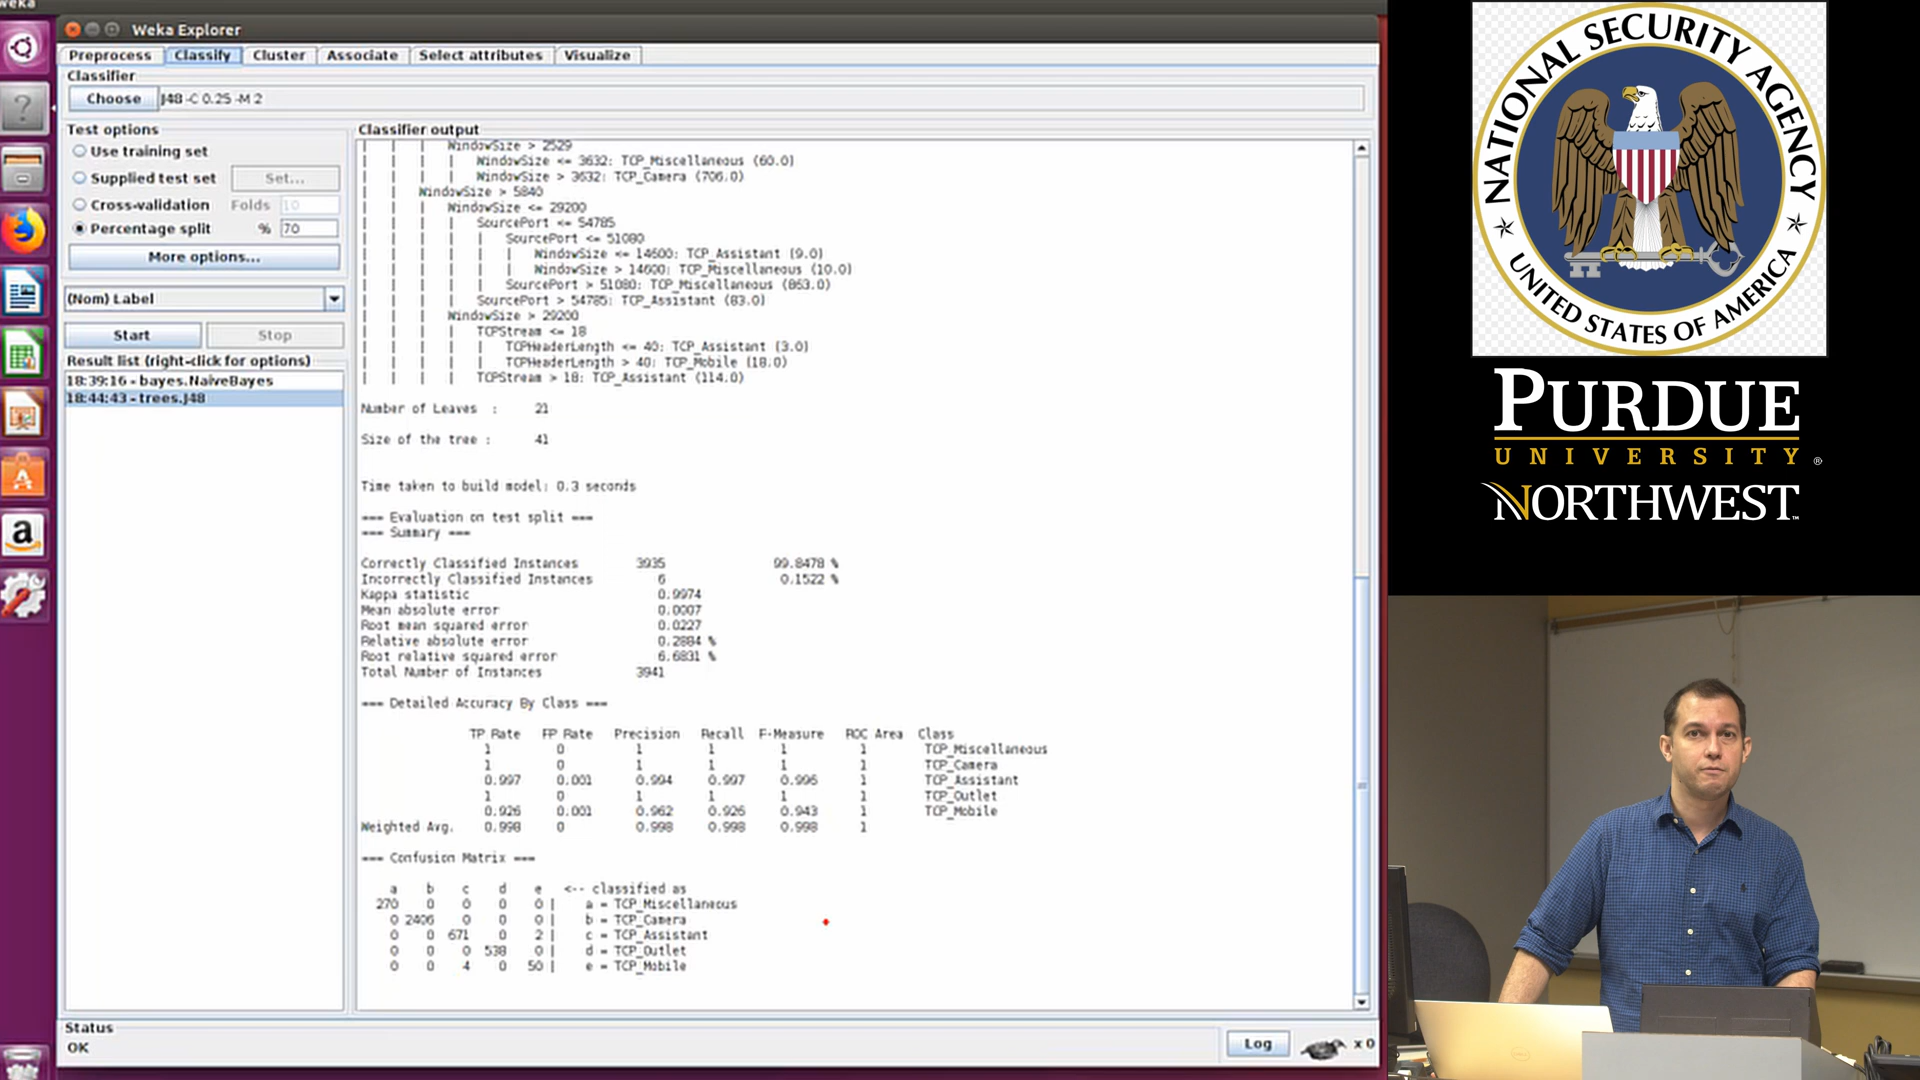 weka
Weka Explorer
Preprocess Classify Cluster Associate Select attributes Visualize
Classifier
Choose J48 -C 0.25 -M 2
Test options
Use training set
Supplied test set Set...
Cross-validation Folds 10
Percentage split % 70
More options...
(Nom) Label
Start Stop
Result list (right-click for options)
18:39:16 - bayes.NaiveBayes
18:44:43 - trees.J48
Classifier output
| | | WindowSize > 2529
| | | | WindowSize <= 3632: TCP_Miscellaneous (60.0)
| | | | WindowSize > 3632: TCP_Camera (706.0)
| | WindowSize > 5840
| | | WindowSize <= 29200
| | | | SourcePort <= 54785
| | | | | SourcePort <= 51080
| | | | | | WindowSize <= 14600: TCP_Assistant (9.0)
| | | | | | WindowSize > 14600: TCP_Miscellaneous (10.0)
| | | | | SourcePort > 51080: TCP_Miscellaneous (863.0)
| | | | SourcePort > 54785: TCP_Assistant (83.0)
| | | WindowSize > 29200
| | | | TCPStream <= 18
| | | | | TCPHeaderLength <= 40: TCP_Assistant (3.0)
| | | | | TCPHeaderLength > 40: TCP_Mobile (18.0)
| | | | TCPStream > 18: TCP_Assistant (114.0)
Number of Leaves : 21
Size of the tree : 41
Time taken to build model: 0.3 seconds
=== Evaluation on test split ===
=== Summary ===
Correctly Classified Instances 3935 99.8478 %
Incorrectly Classified Instances 6 0.1522 %
Kappa statistic 0.9974
Mean absolute error 0.0007
Root mean squared error 0.0227
Relative absolute error 0.2884 %
Root relative squared error 6.6831 %
Total Number of Instances 3941
=== Detailed Accuracy By Class ===
TP Rate FP Rate Precision Recall F-Measure ROC Area Class
1 0 1 1 1 1 TCP_Miscellaneous
1 0 1 1 1 1 TCP_Camera
0.997 0.001 0.994 0.997 0.996 1 TCP_Assistant
1 0 1 1 1 1 TCP_Outlet
0.926 0.001 0.962 0.926 0.943 1 TCP_Mobile
Weighted Avg. 0.998 0 0.998 0.998 0.998 1
=== Confusion Matrix ===
a b c d e <-- classified as
270 0 0 0 0 | a = TCP_Miscellaneous
0 2406 0 0 0 | b = TCP_Camera
0 0 671 0 2 | c = TCP_Assistant
0 0 0 538 0 | d = TCP_Outlet
0 0 4 0 50 | e = TCP_Mobile
Status
OK
Log x 0
NATIONAL SECURITY AGENCY
UNITED STATES OF AMERICA
PURDUE
UNIVERSITY ®
NORTHWEST™